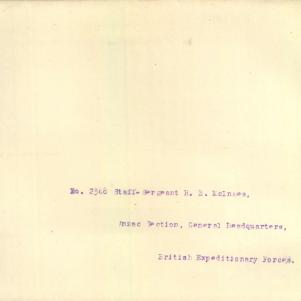 No. 2368 Staff-Sergeant H. E. McInnes,
Anzac Section, General Headquarters,
British Expeditionary Forces.